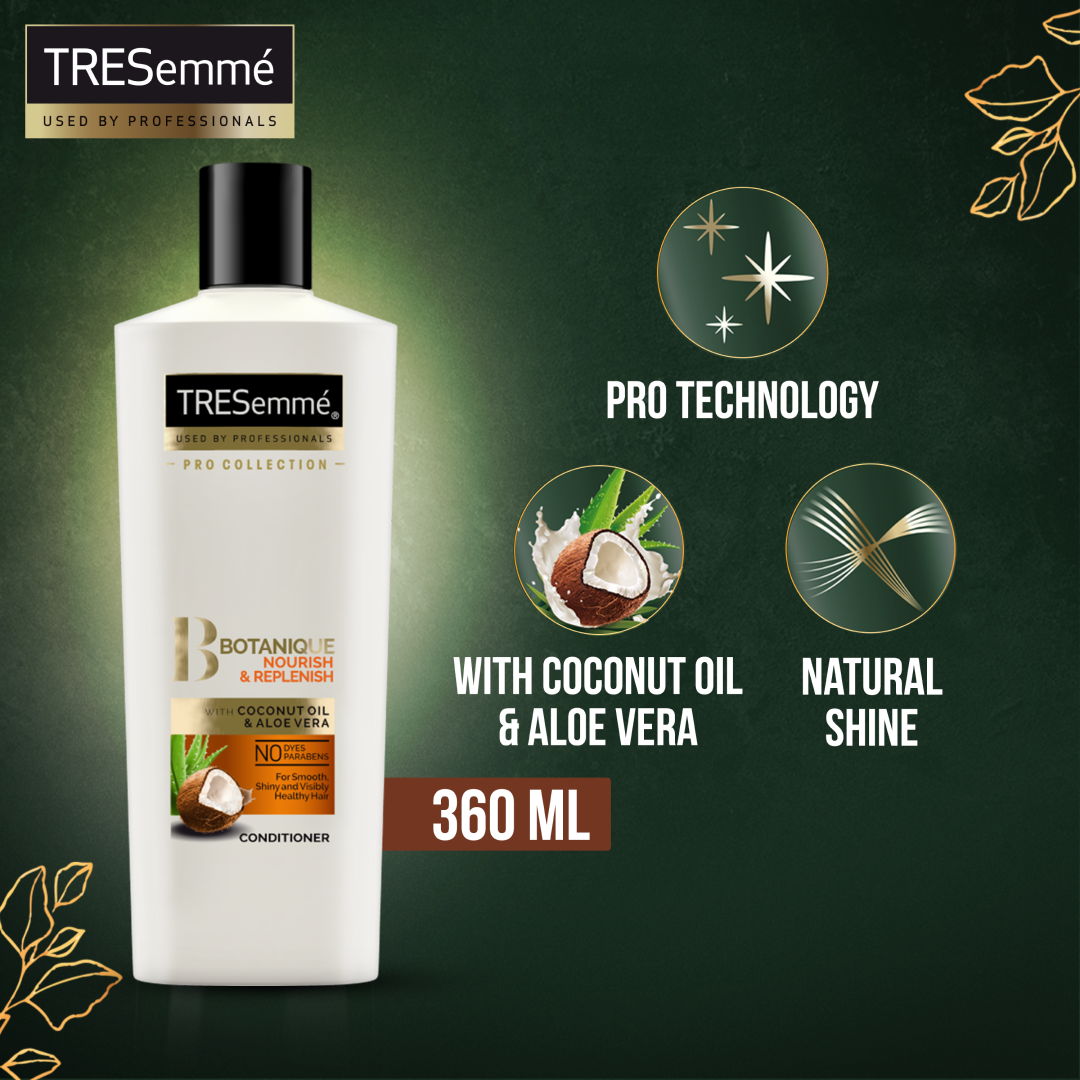 TRESemmé
USED BY PROFESSIONALS
TRESemmé®
USED BY PROFESSIONALS
PRO COLLECTION
B BOTANIQUE
NOURISH
& REPLENISH
WITH COCONUT OIL
& ALOE VERA
NO DYES
PARABENS
For Smooth,
Shiny and Visibly
Healthy Hair
CONDITIONER
PRO TECHNOLOGY
WITH COCONUT OIL
& ALOE VERA
NATURAL
SHINE
360 ML